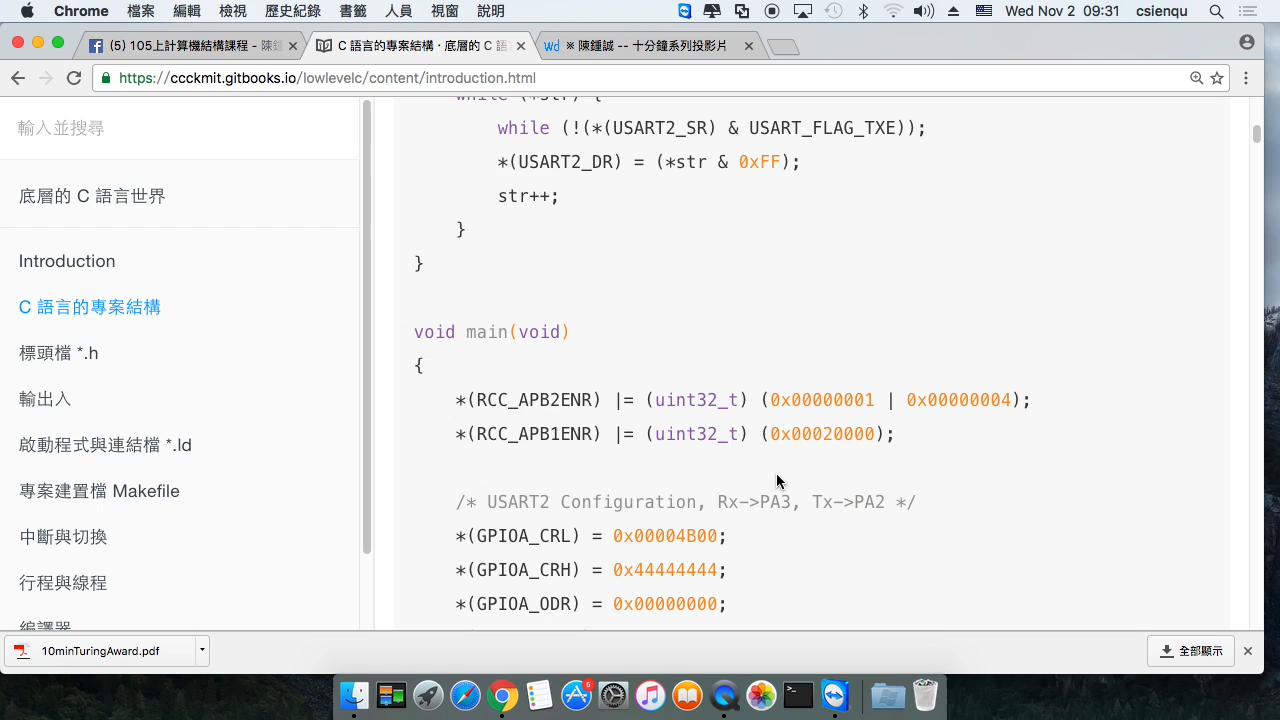 Chrome 檔案 編輯 檢視 歷史紀錄 書籤 人員 視窗 說明 Wed Nov 2 09:31 csienqu
(5) 105上計算機結構課程 - 陳鍾
C 語言的專案結構 · 底層的 C 語
Wd ※ 陳鍾誠 -- 十分鐘系列投影片
https://ccckmit.gitbooks.io/lowlevelc/content/introduction.html
輸入並搜尋
底層的 C 語言世界
Introduction
C 語言的專案結構
標頭檔 *.h
輸出入
啟動程式與連結檔 *.ld
專案建置檔 Makefile
中斷與切換
行程與線程
編譯器
while (*str) {
while (!(*(USART2_SR) & USART_FLAG_TXE));
*(USART2_DR) = (*str & 0xFF);
str++;
}
}
void main(void)
{
*(RCC_APB2ENR) |= (uint32_t) (0x00000001 | 0x00000004);
*(RCC_APB1ENR) |= (uint32_t) (0x00020000);
/* USART2 Configuration, Rx->PA3, Tx->PA2 */
*(GPIOA_CRL) = 0x00004B00;
*(GPIOA_CRH) = 0x44444444;
*(GPIOA_ODR) = 0x00000000;
10minTuringAward.pdf
全部顯示
6